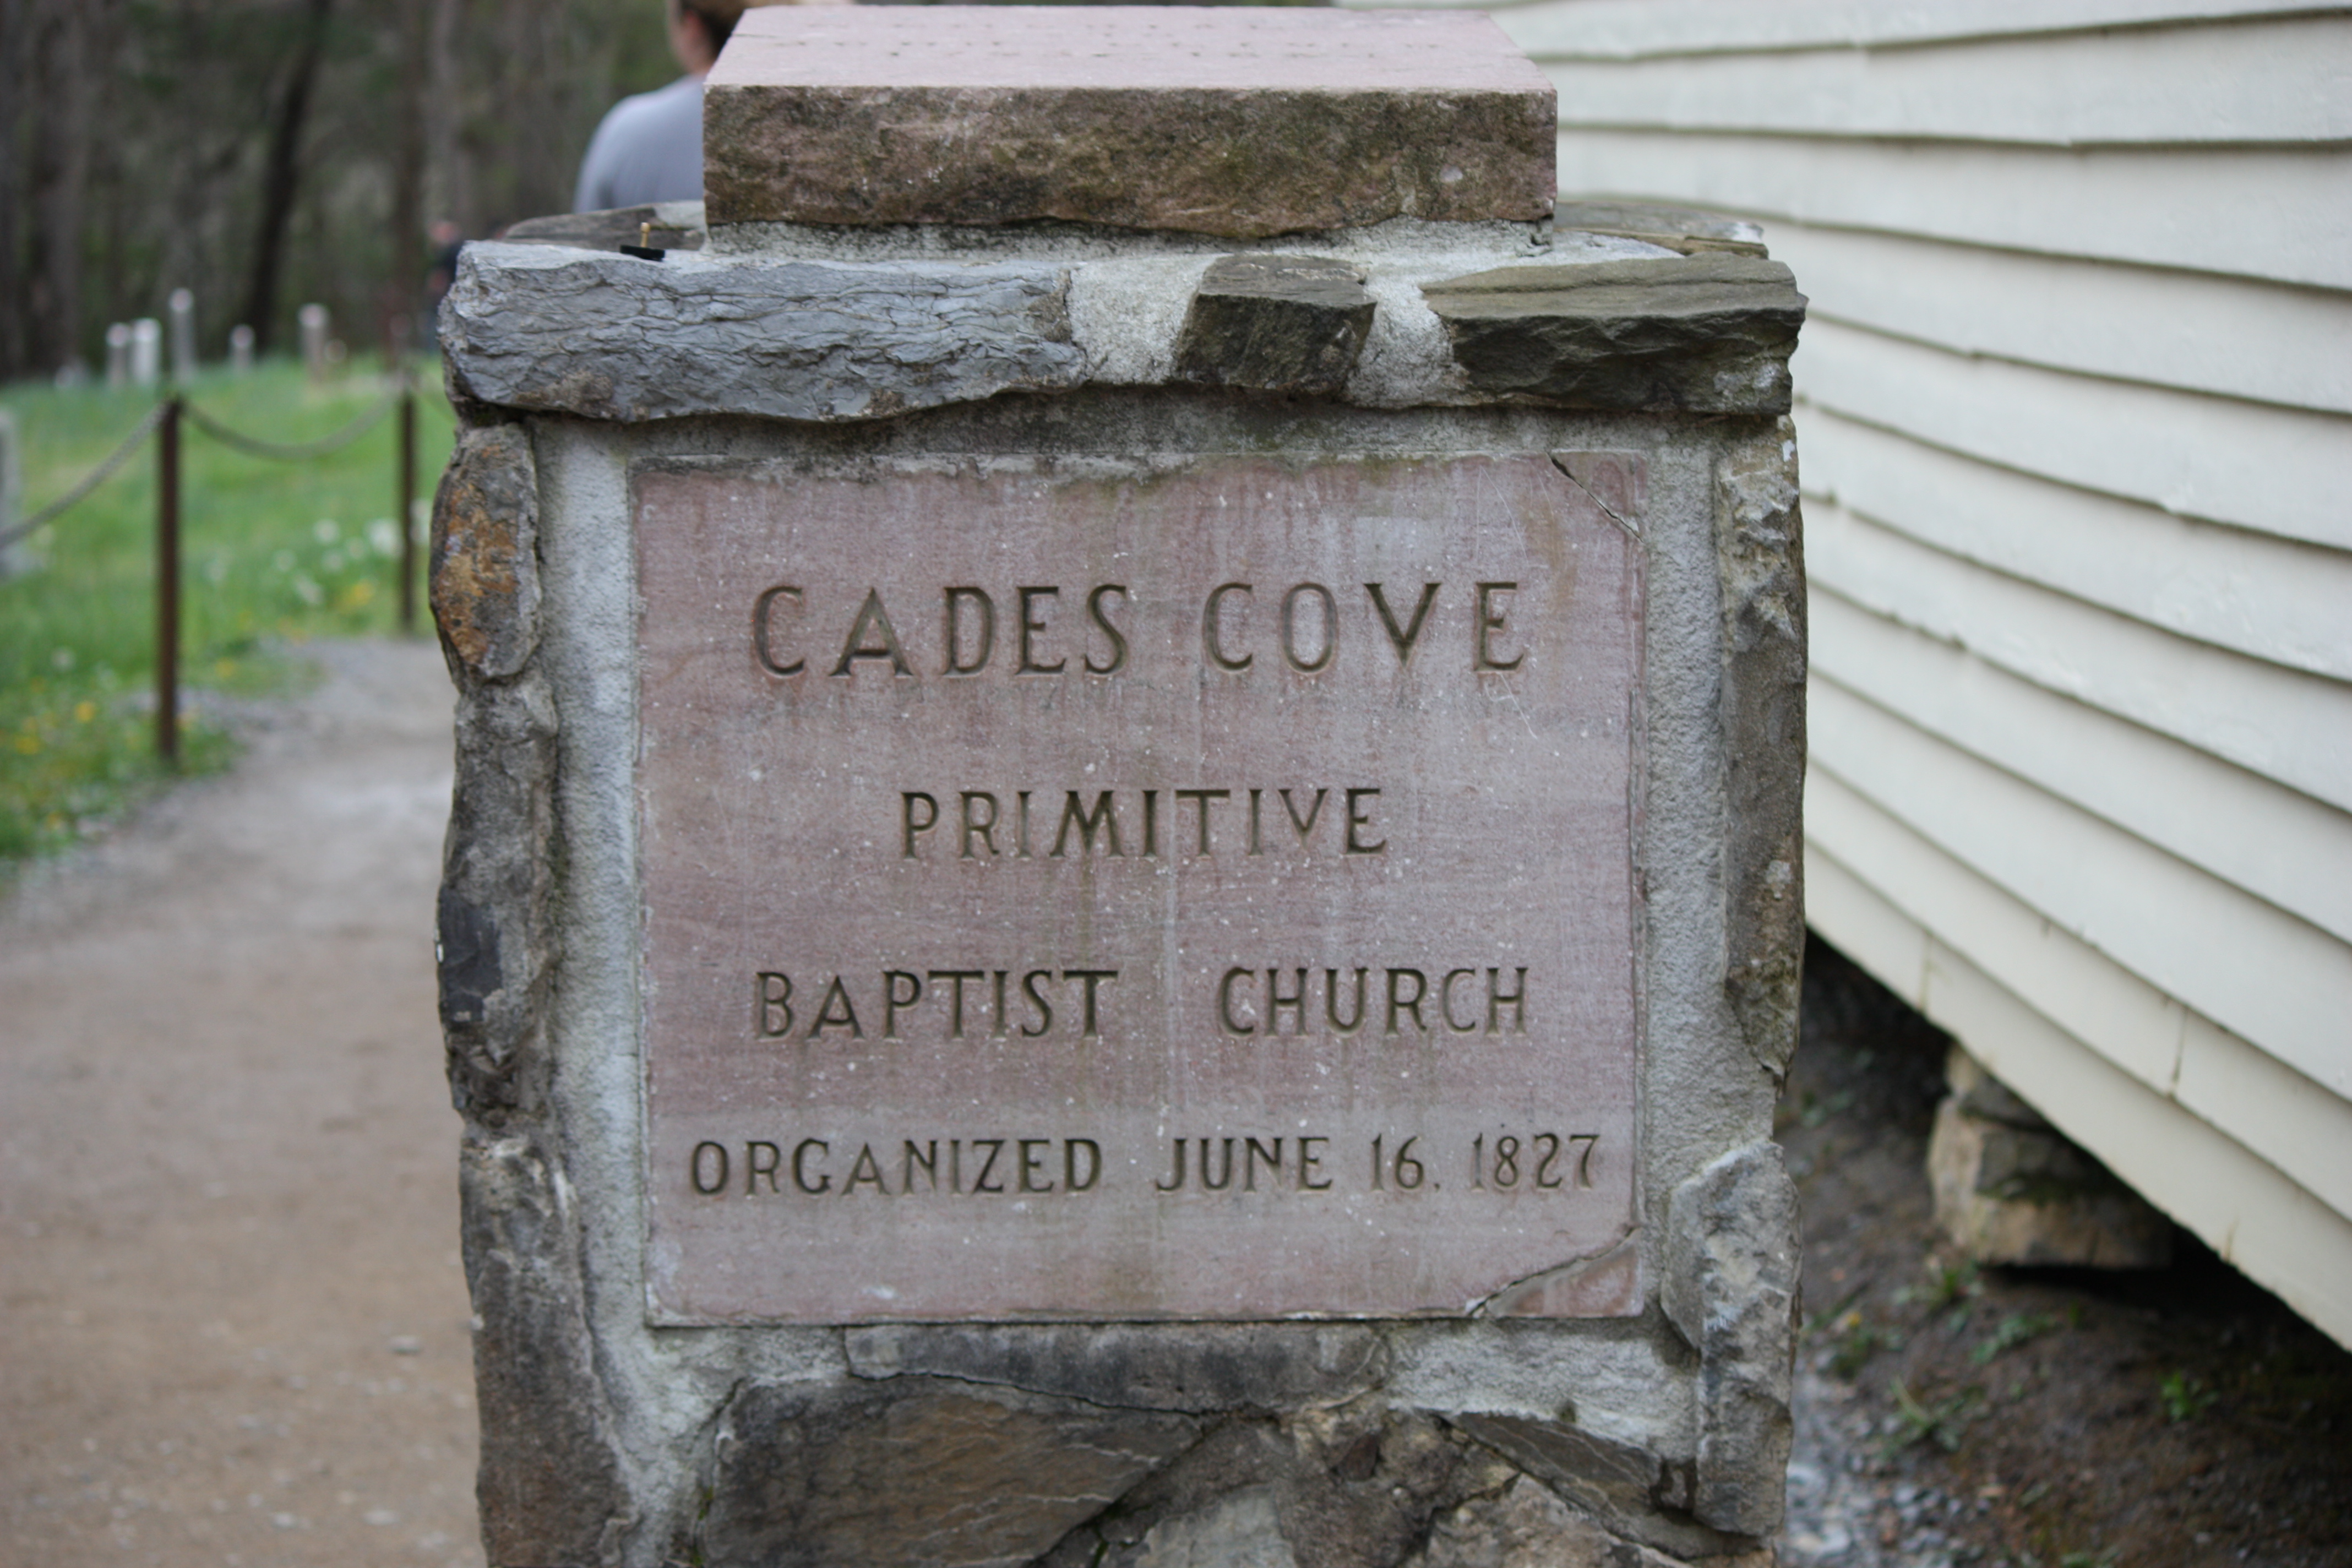 CADES COVE
PRIMITIVE
BAPTIST CHURCH
ORGANIZED JUNE 16, 1827